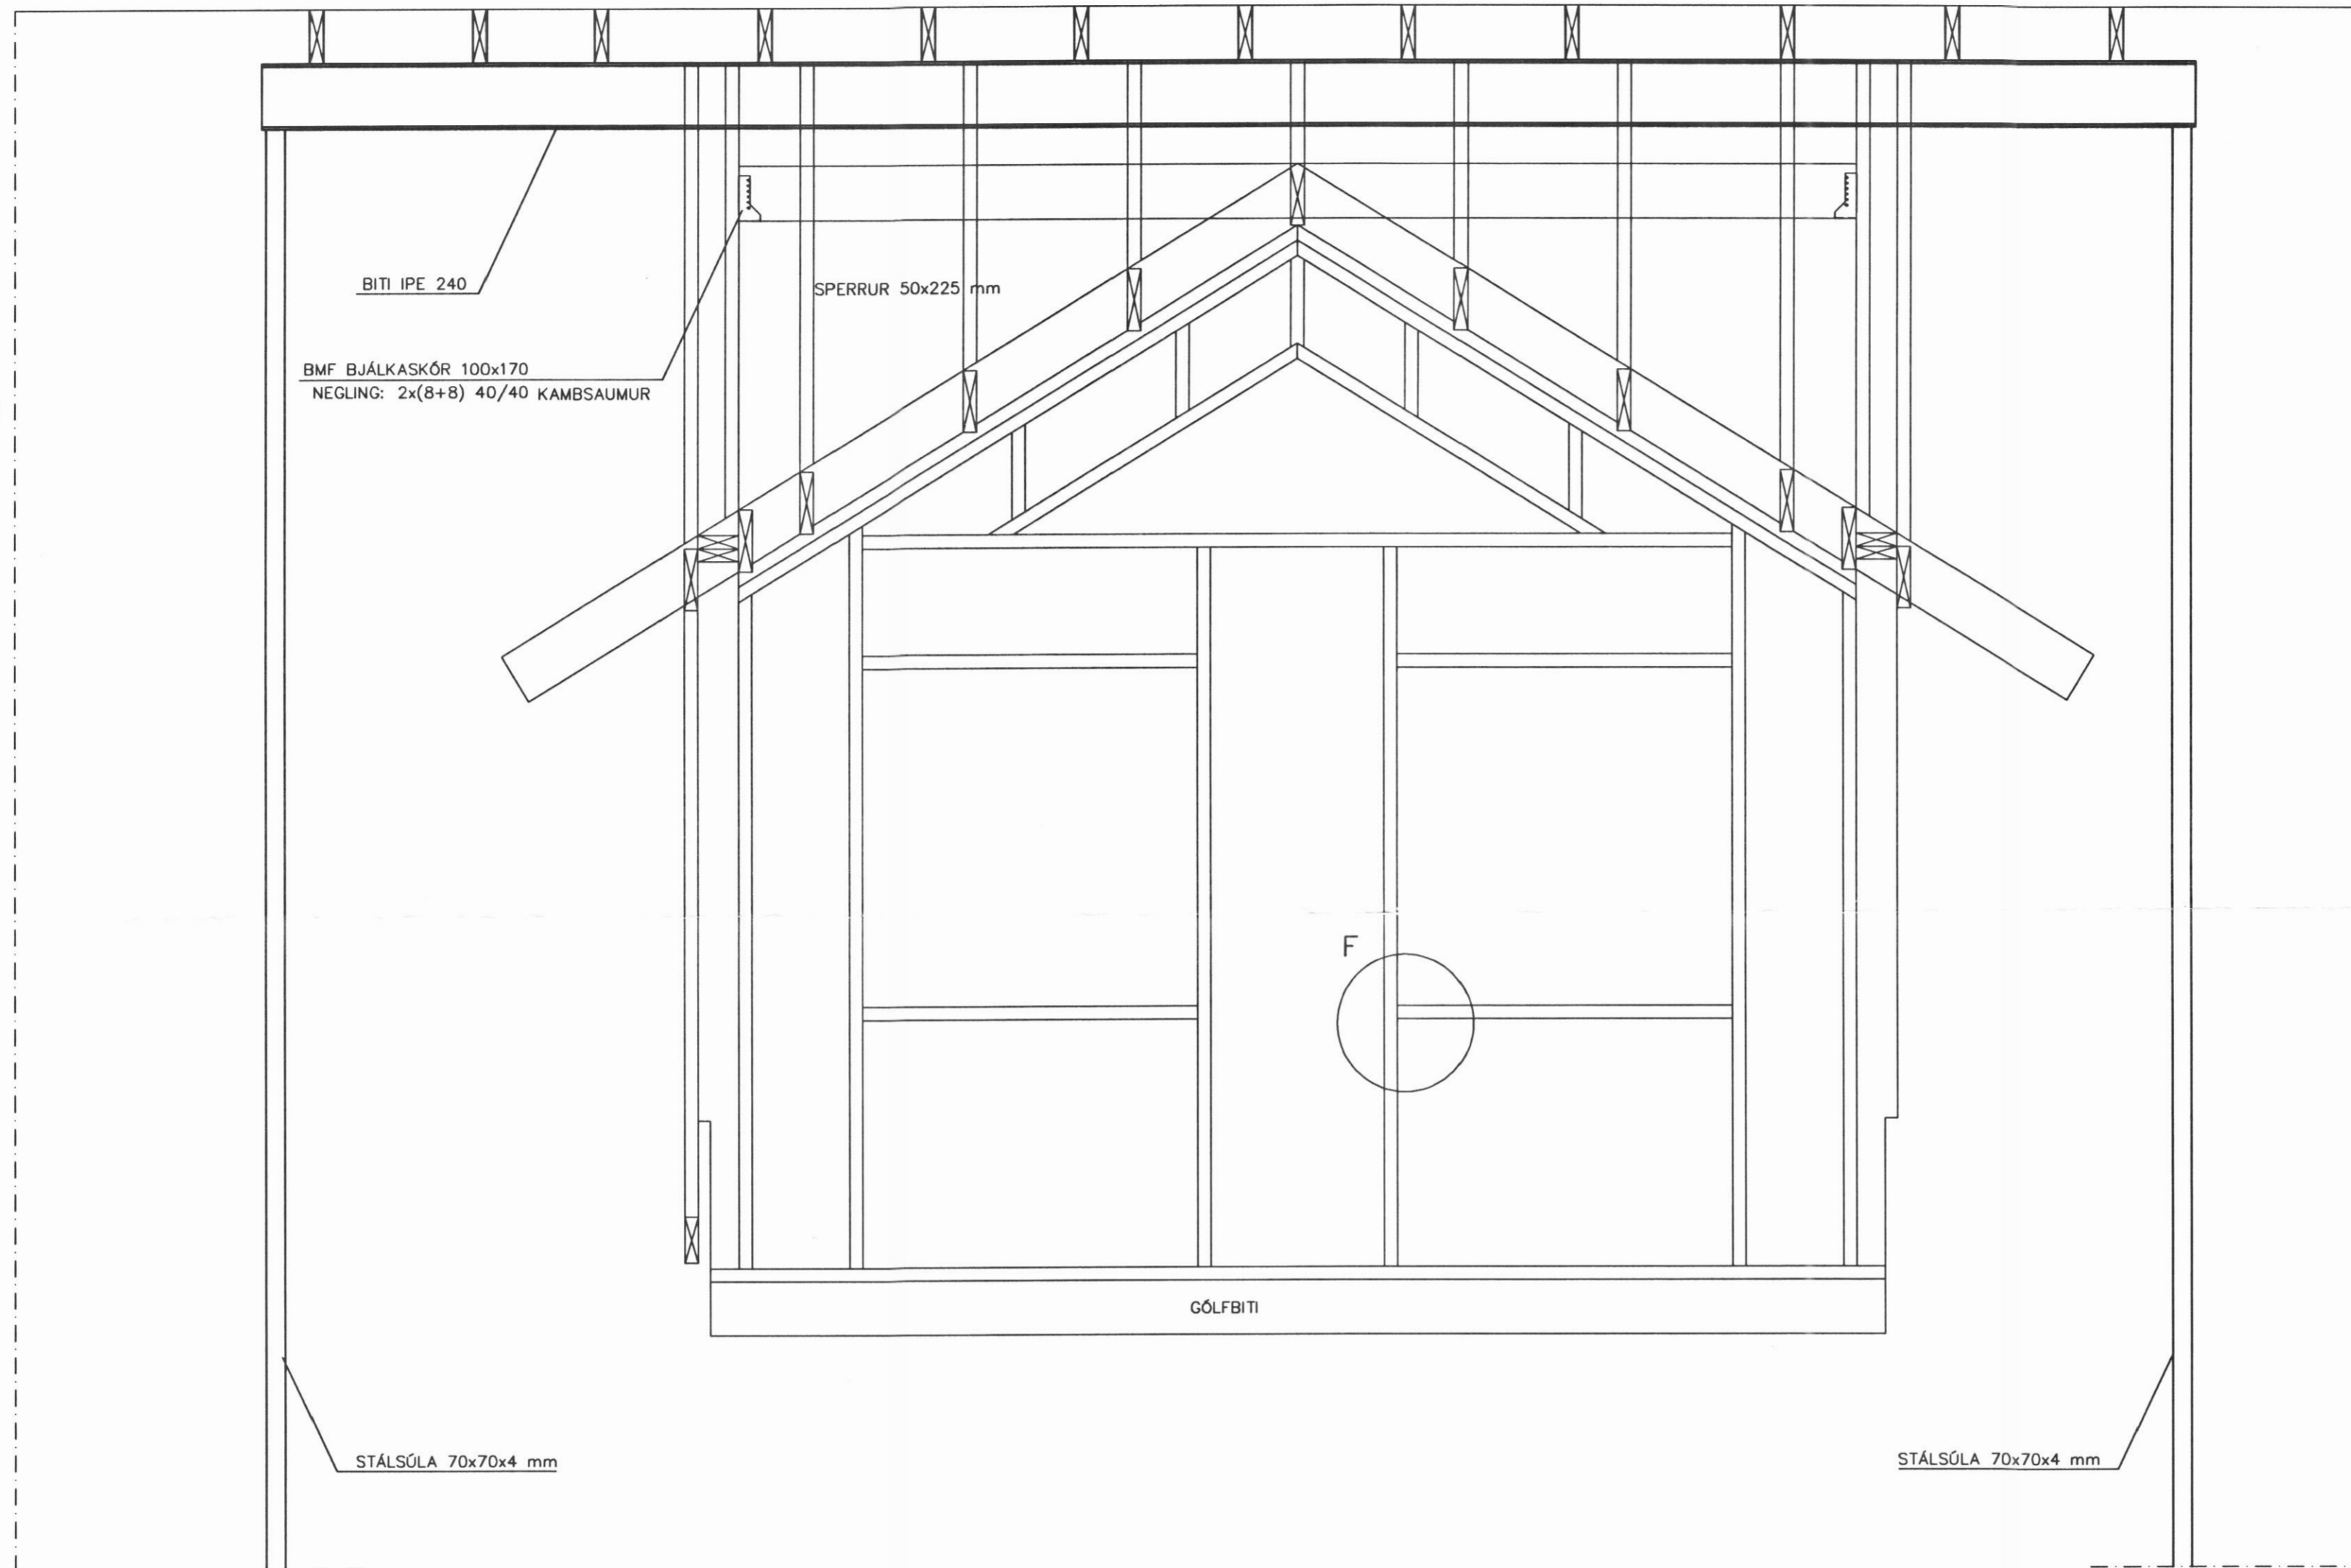 BITI IPE 240
SPERRUR 50x225 mm
BMF BJÁLKASKÓR 100x170
NEGLING: 2x(8+8) 40/40 KAMBSAUMUR
F
GÓLFBITI
STÁLSÚLA 70x70x4 mm
STÁLSÚLA 70x70x4 mm